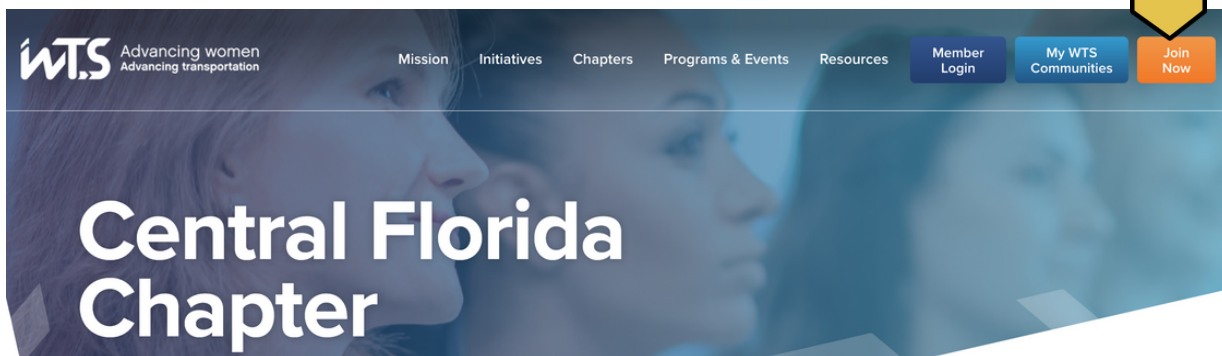 WTS
Advancing women
Advancing transportation
Mission
Initiatives
Chapters
Programs & Events
Resources
Member
Login
My WTS
Communities
Join
Now
Central Florida
Chapter